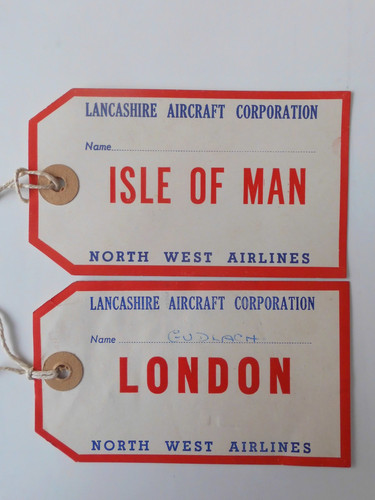 LANCASHIRE AIRCRAFT CORPORATION
Name
ISLE OF MAN
NORTH WEST AIRLINES
LANCASHIRE AIRCRAFT CORPORATION
Name
LONDON
NORTH WEST AIRLINES